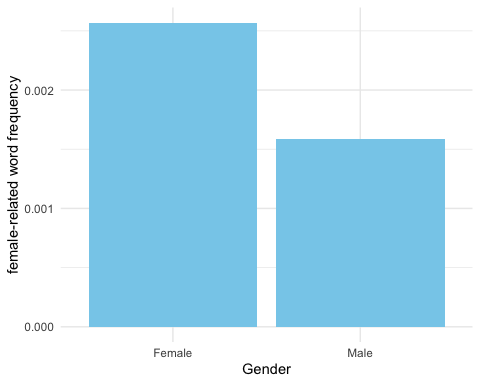 female-related word frequency
0.002
0.001
0.000
Female Male
Gender